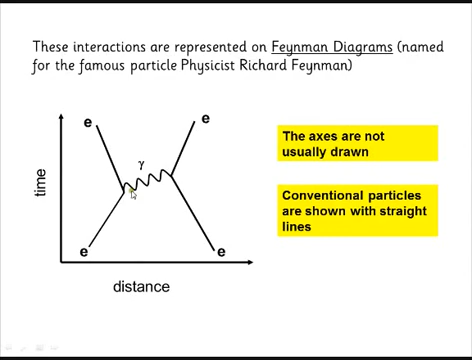 These interactions are represented on Feynman Diagrams (named
for the famous particle Physicist Richard Feynman)
e
e
γ
The axes are not
usually drawn
time
Conventional particles
are shown with straight
lines
e
e
distance